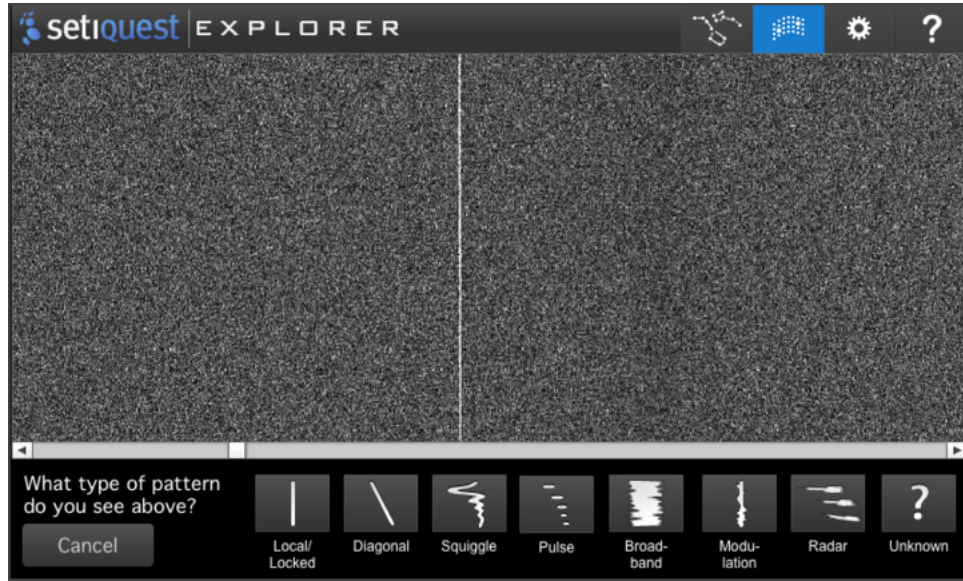 setiquest EXPLORER
?
What type of pattern
do you see above?
Cancel
Local/
Locked
Diagonal
Squiggle
Pulse
Broad-
band
Modu-
lation
Radar
?
Unknown